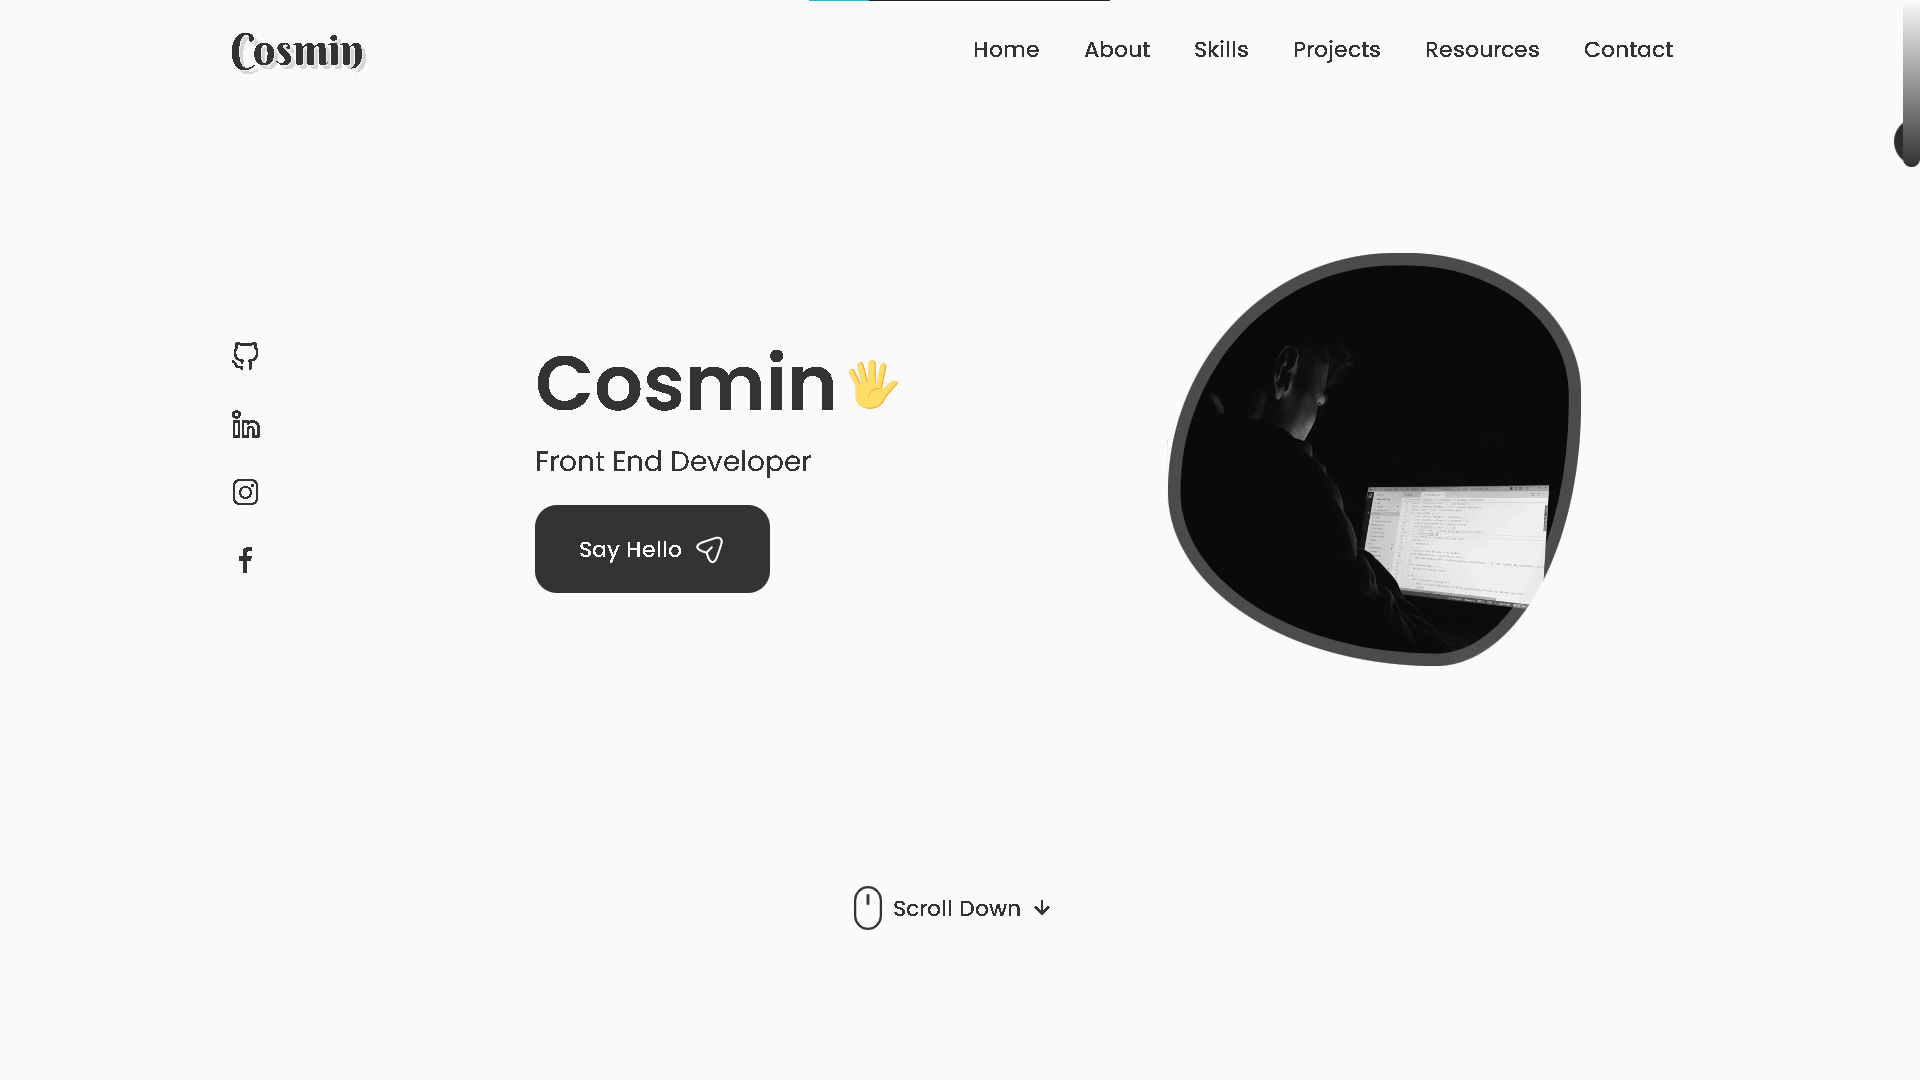 Cosmin
Home About Skills Projects Resources Contact
Cosmin
Front End Developer
Say Hello
Scroll Down